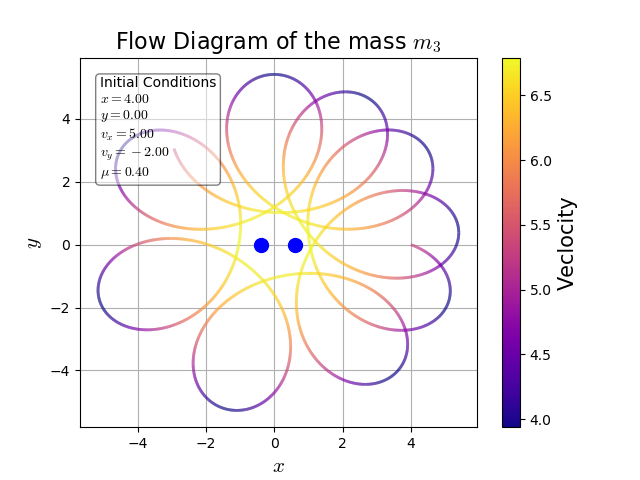 Flow Diagram of the mass m₃
Initial Conditions
x = 4.00
y = 0.00
vₓ = 5.00
v_y = −2.00
μ = 0.40
4
2
0
−2
−4
y
−4
−2
0
2
4
x
6.5
6.0
5.5
5.0
4.5
4.0
Veclocity